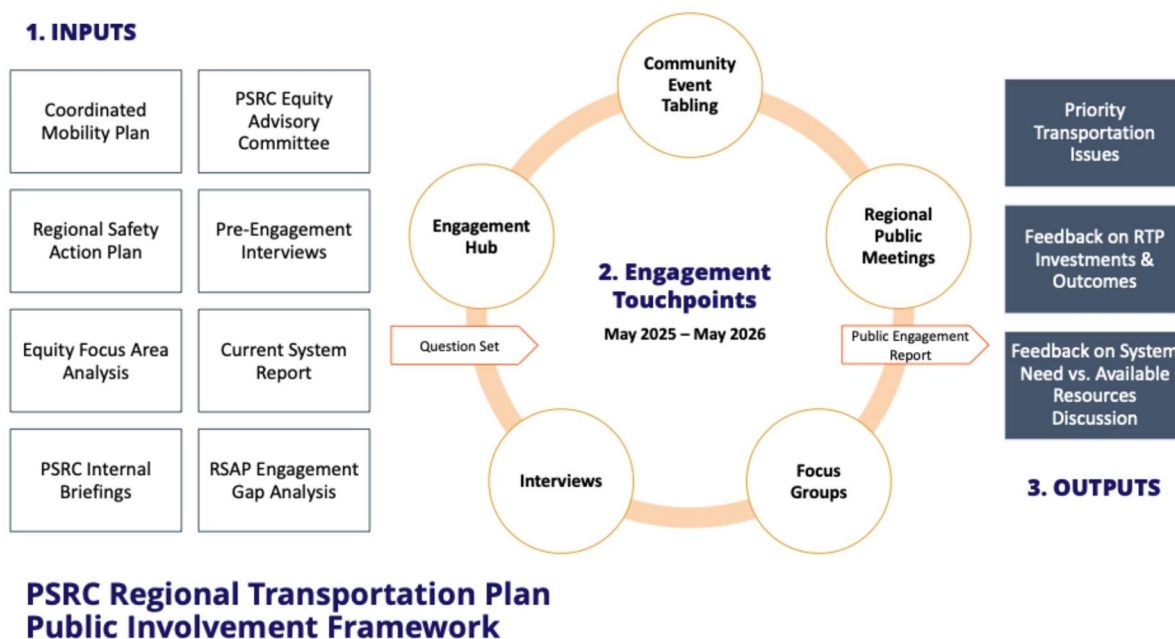 1. INPUTS
Coordinated
Mobility Plan
PSRC Equity
Advisory
Committee
Regional Safety
Action Plan
Pre-Engagement
Interviews
Equity Focus Area
Analysis
Current System
Report
PSRC Internal
Briefings
RSAP Engagement
Gap Analysis
Question Set
Community
Event
Tabling
Engagement
Hub
Regional
Public
Meetings
2. Engagement
Touchpoints
May 2025 – May 2026
Interviews
Focus
Groups
Public Engagement
Report
Priority
Transportation
Issues
Feedback on RTP
Investments &
Outcomes
Feedback on System
Need vs. Available
Resources
Discussion
3. OUTPUTS
PSRC Regional Transportation Plan
Public Involvement Framework